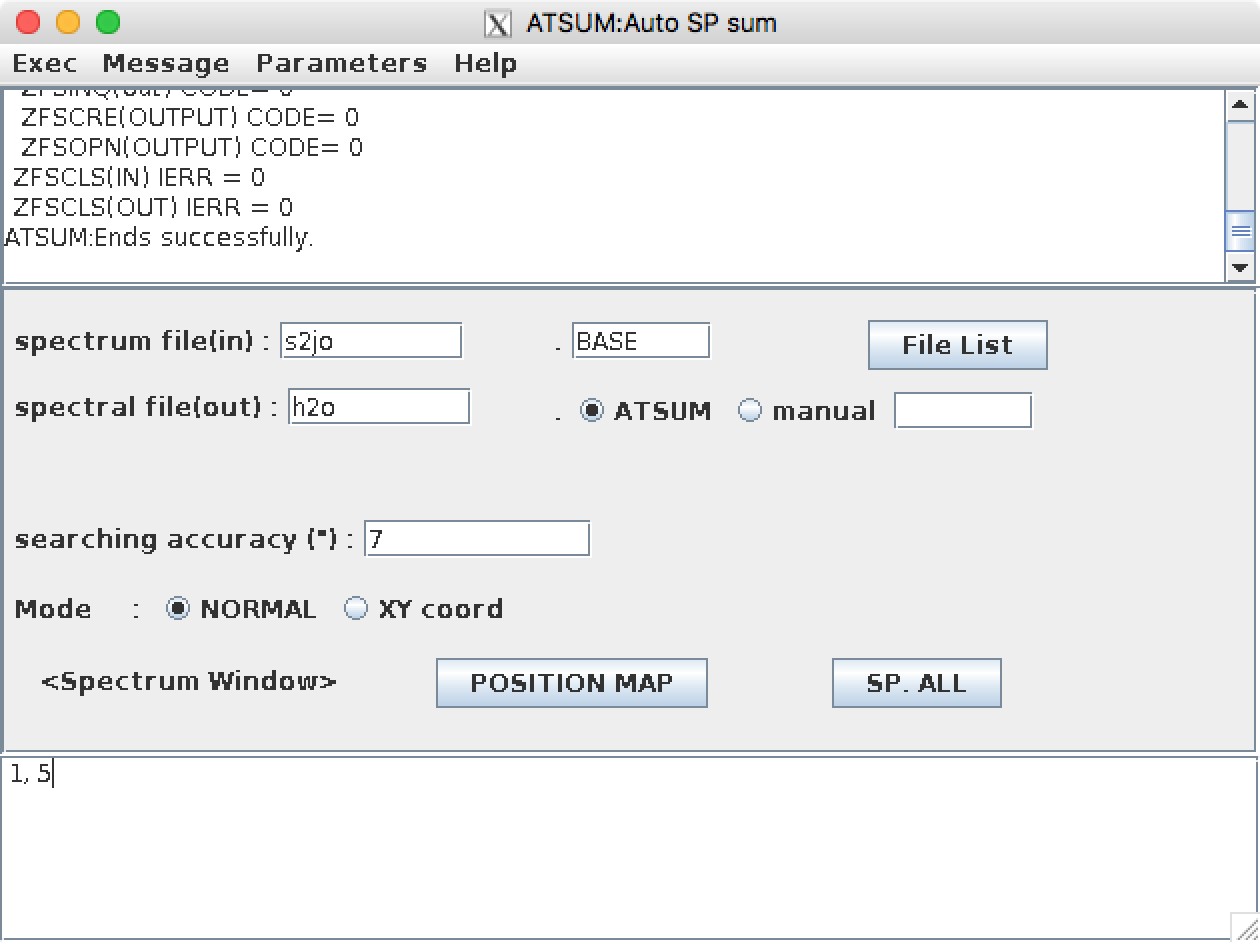 ATSUM:Auto SP sum
Exec Message Parameters Help
ZFSINQ(out) CODE= 0
ZFSCRE(OUTPUT) CODE= 0
ZFSOPN(OUTPUT) CODE= 0
ZFSCLS(IN) IERR = 0
ZFSCLS(OUT) IERR = 0
ATSUM:Ends successfully.
spectrum file(in) : s2jo . BASE File List
spectral file(out) : h2o . ATSUM manual
searching accuracy (") : 7
Mode : NORMAL XY coord
<Spectrum Window> POSITION MAP SP. ALL
1, 5